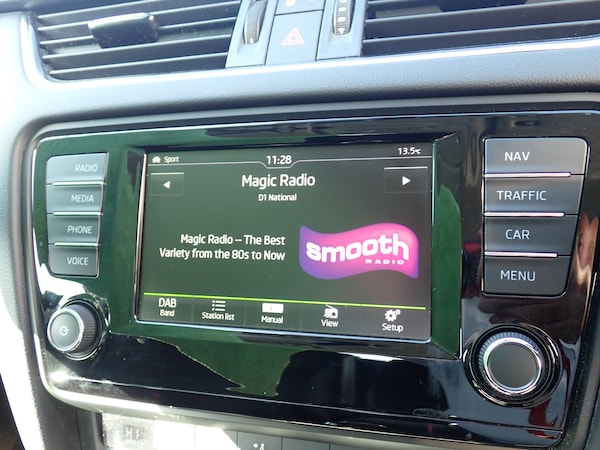 Sport
11:28
13.5°C
Magic Radio
D1 National
Magic Radio -- The Best
Variety from the 80s to Now
smooth
RADIO
DAB
Band
Station list
Manual
View
Setup
RADIO
MEDIA
PHONE
VOICE
NAV
TRAFFIC
CAR
MENU